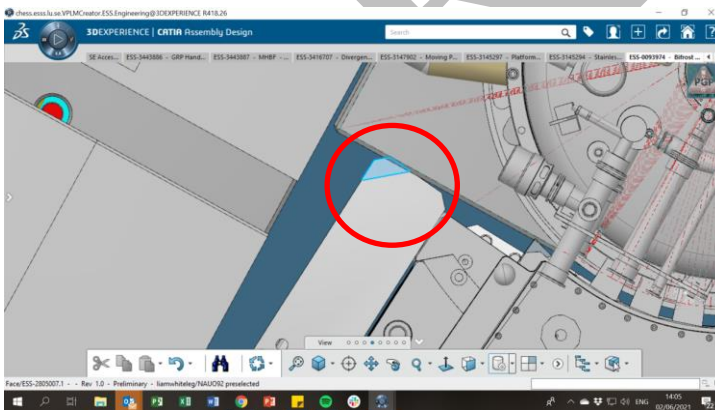 chess.esss.lu.se.VPLMCreator.ESS.Engineering@3DEXPERIENCE R418.26
3DEXPERIENCE | CATIA Assembly Design
Search
SE Acces... ESS-3443886 - GRP Hand... ESS-3443887 - MHBF - ... ESS-3416707 - Divergen... ESS-3147902 - Moving P... ESS-3145297 - Platform... ESS-3145294 - Stainles... ESS-0093974 - Bifrost ...
View
Face/ESS-2805007.1 - - Rev 1.0 - Preliminary - liamwhiteleg/NAUO92 preselected
ENG
14:05
02/06/2021